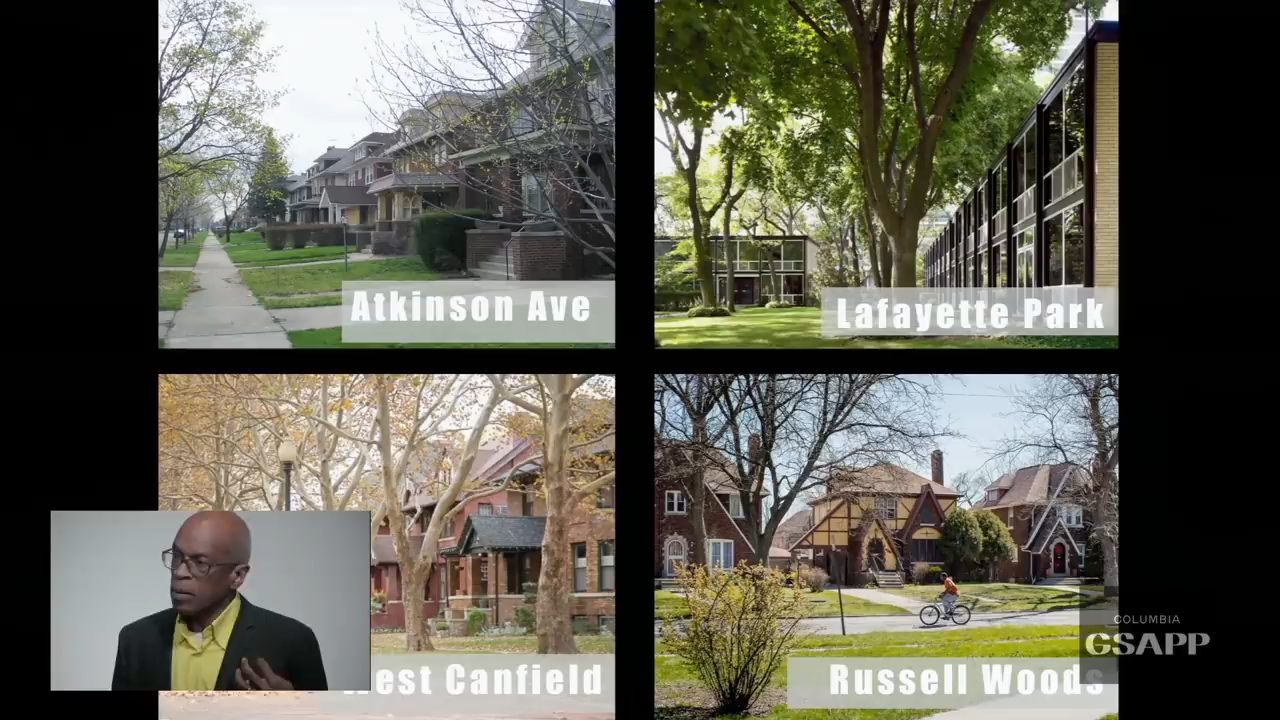 Atkinson Ave
Lafayette Park
est Canfield
Russell Woods
COLUMBIA
GSAPP